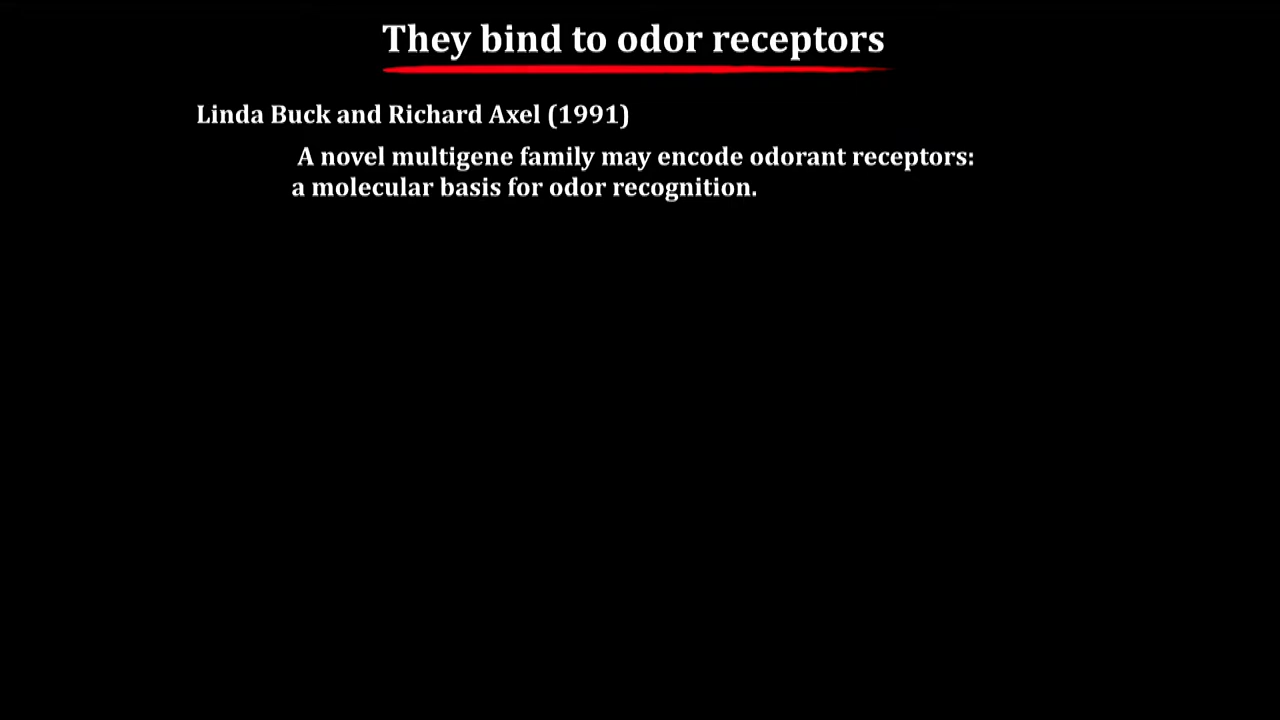 They bind to odor receptors
Linda Buck and Richard Axel (1991)
A novel multigene family may encode odorant receptors:
a molecular basis for odor recognition.